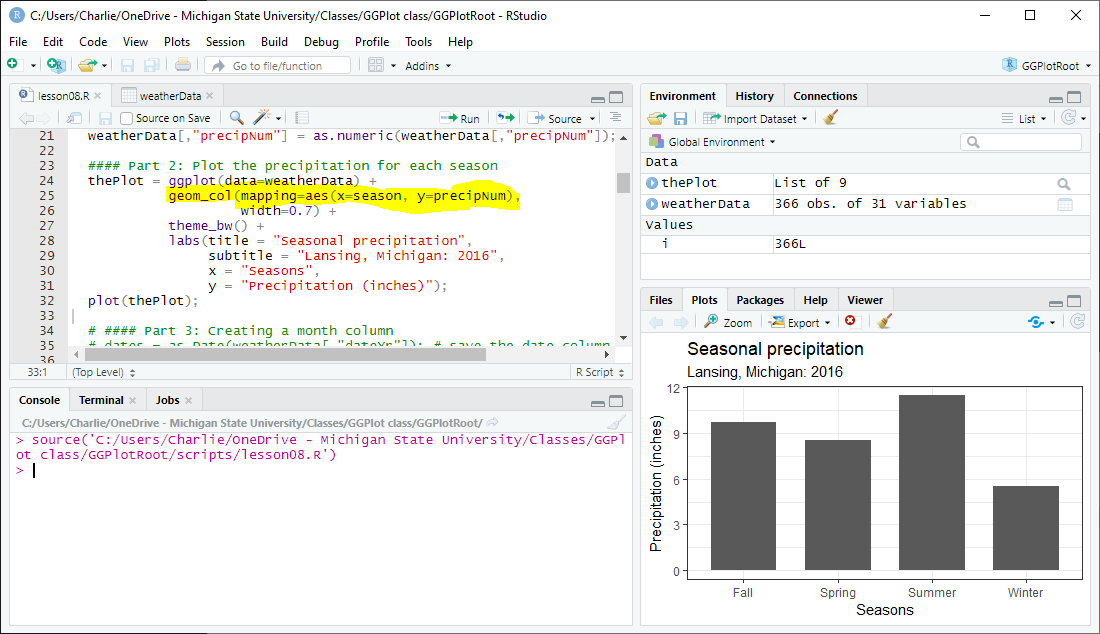 C:/Users/Charlie/OneDrive - Michigan State University/Classes/GGPlot class/GGPlotRoot - RStudio
File Edit Code View Plots Session Build Debug Profile Tools Help
Go to file/function Addins GGPlotRoot
lesson08.R weatherData
Source on Save Run Source
21 weatherData[,"precipNum"] = as.numeric(weatherData[,"precipNum"]);
22
23 #### Part 2: Plot the precipitation for each season
24 thePlot = ggplot(data=weatherData) +
25 geom_col(mapping=aes(x=season, y=precipNum),
26 width=0.7) +
27 theme_bw() +
28 labs(title = "Seasonal precipitation",
29 subtitle = "Lansing, Michigan: 2016",
30 x = "Seasons",
31 y = "Precipitation (inches)");
32 plot(thePlot);
33
34 # #### Part 3: Creating a month column
35 # dates = as.Date(weatherData[,"dateYr"]); # save the date column
36
33:1 (Top Level) R Script
Console Terminal Jobs
C:/Users/Charlie/OneDrive - Michigan State University/Classes/GGPlot class/GGPlotRoot/
> source('C:/Users/Charlie/OneDrive - Michigan State University/Classes/GGPl
ot class/GGPlotRoot/scripts/lesson08.R')
>
Environment History Connections
Import Dataset List
Global Environment
Data
thePlot List of 9
weatherData 366 obs. of 31 variables
Values
i 366L
Files Plots Packages Help Viewer
Zoom Export
Seasonal precipitation
Lansing, Michigan: 2016
Precipitation (inches)
12
9
6
3
0
Fall Spring Summer Winter
Seasons